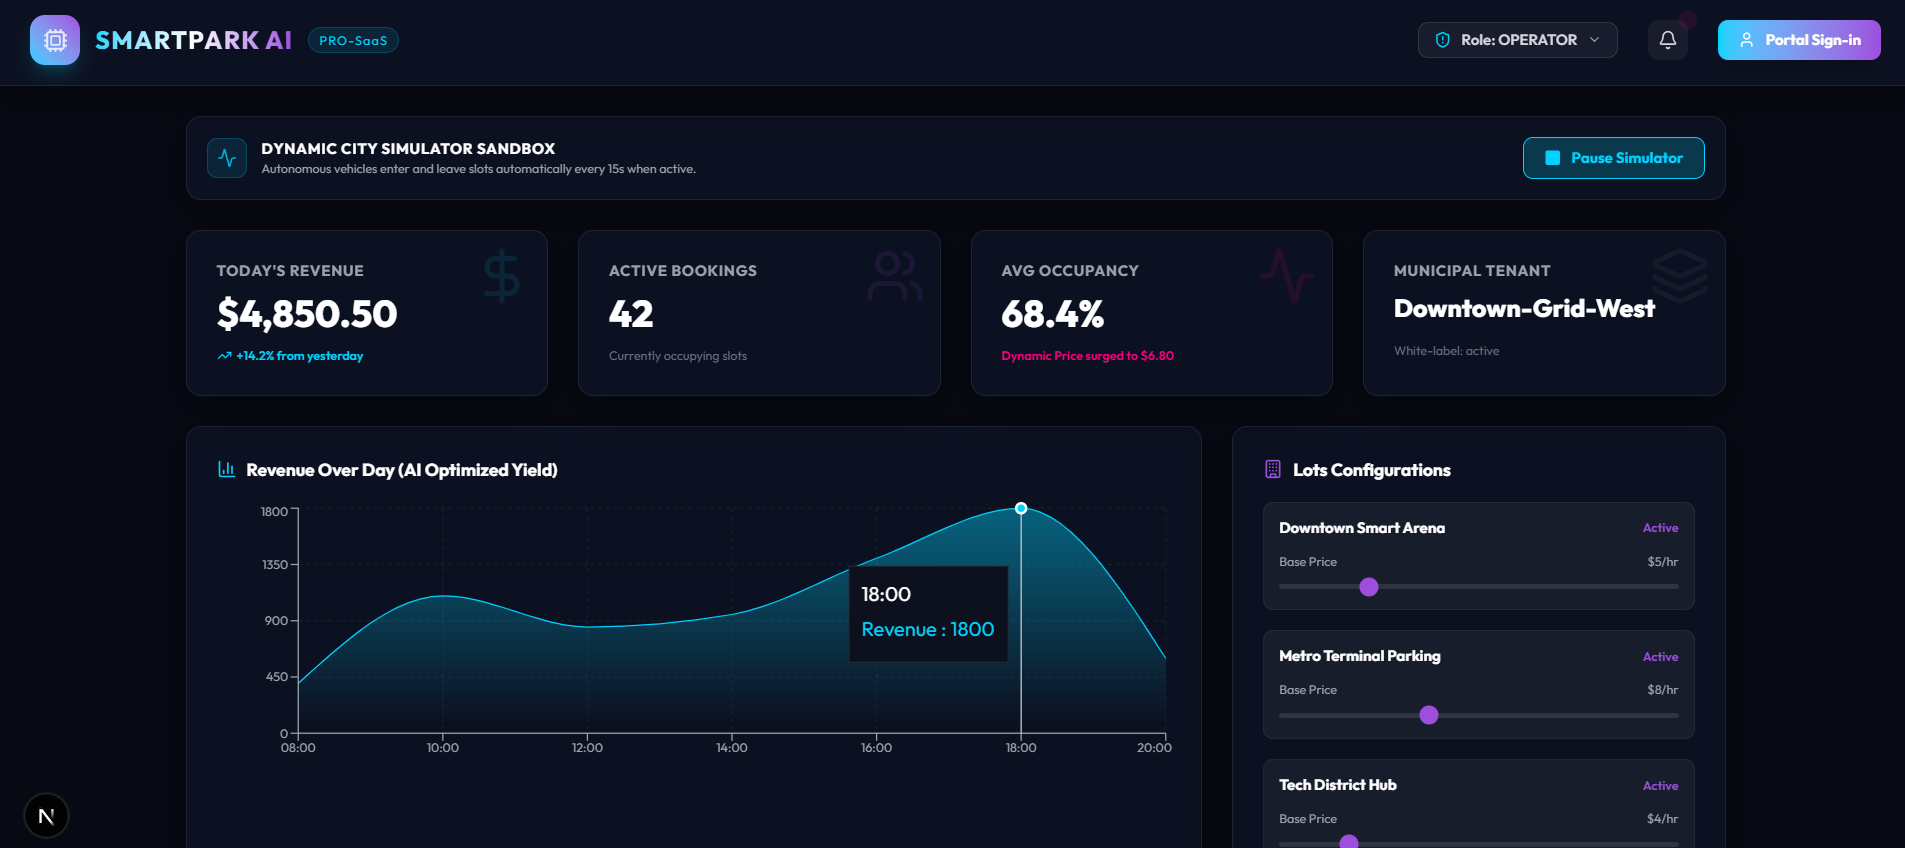 SMARTPARK AI
PRO-SaaS
Role: OPERATOR
Portal Sign-in
DYNAMIC CITY SIMULATOR SANDBOX
Autonomous vehicles enter and leave slots automatically every 15s when active.
Pause Simulator
TODAY'S REVENUE
$4,850.50
+14.2% from yesterday
ACTIVE BOOKINGS
42
Currently occupying slots
AVG OCCUPANCY
68.4%
Dynamic Price surged to $6.80
MUNICIPAL TENANT
Downtown-Grid-West
White-label: active
Revenue Over Day (AI Optimized Yield)
1800
1350
900
450
0
08:00 10:00 12:00 14:00 16:00 18:00 20:00
18:00
Revenue : 1800
Lots Configurations
Downtown Smart Arena
Active
Base Price
$5/hr
Metro Terminal Parking
Active
Base Price
$8/hr
Tech District Hub
Active
Base Price
$4/hr
N